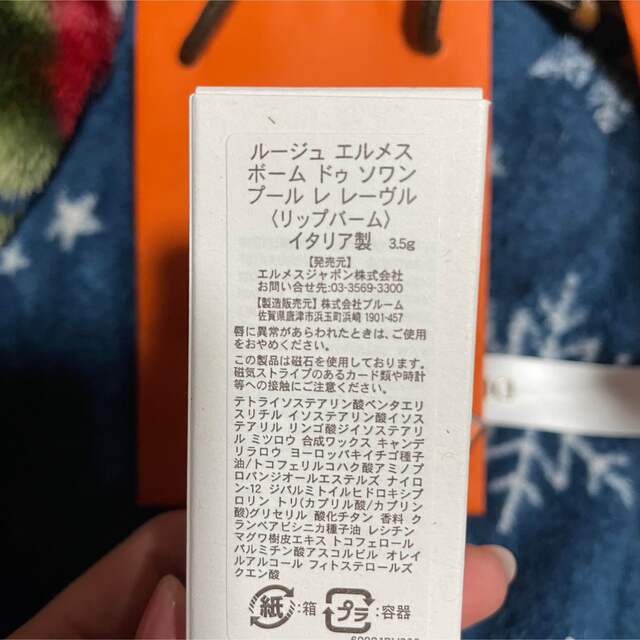 ルージュ エルメス
ボーム ドゥ ソワン
プール レ レーヴル
〈リップバーム〉
イタリア製 3.5g
【発売元】
エルメスジャポン株式会社
お問い合せ先:03-3569-3300
【製造販売元】株式会社ブルーム
佐賀県唐津市浜玉町浜崎 1901-457
唇に異常があらわれたときは、ご使用
をおやめください。
この製品は磁石を使用しております。
磁気ストライプのあるカード類や時計
等への接触にご注意ください。
テトライソステアリン酸ペンタエリ
スリチル イソステアリン酸イソス
テアリル リンゴ酸ジイソステアリ
ル ミツロウ 合成ワックス キャンデ
リラロウ ヨーロッパキイチゴ種子
油/トコフェリルコハク酸アミノプ
ロパンジオールエステルズ ナイロ
ン-12 ジパルミトイルヒドロキシプ
ロリン トリ(カプリル酸/カプリン
酸)グリセリル 酸化チタン 香料 ク
ランベアビシニカ種子油 レシチン
マグワ樹皮エキス トコフェロール
パルミチン酸アスコルビル オレイ
ルアルコール フィトステロールズ
クエン酸
紙:箱 プラ:容器